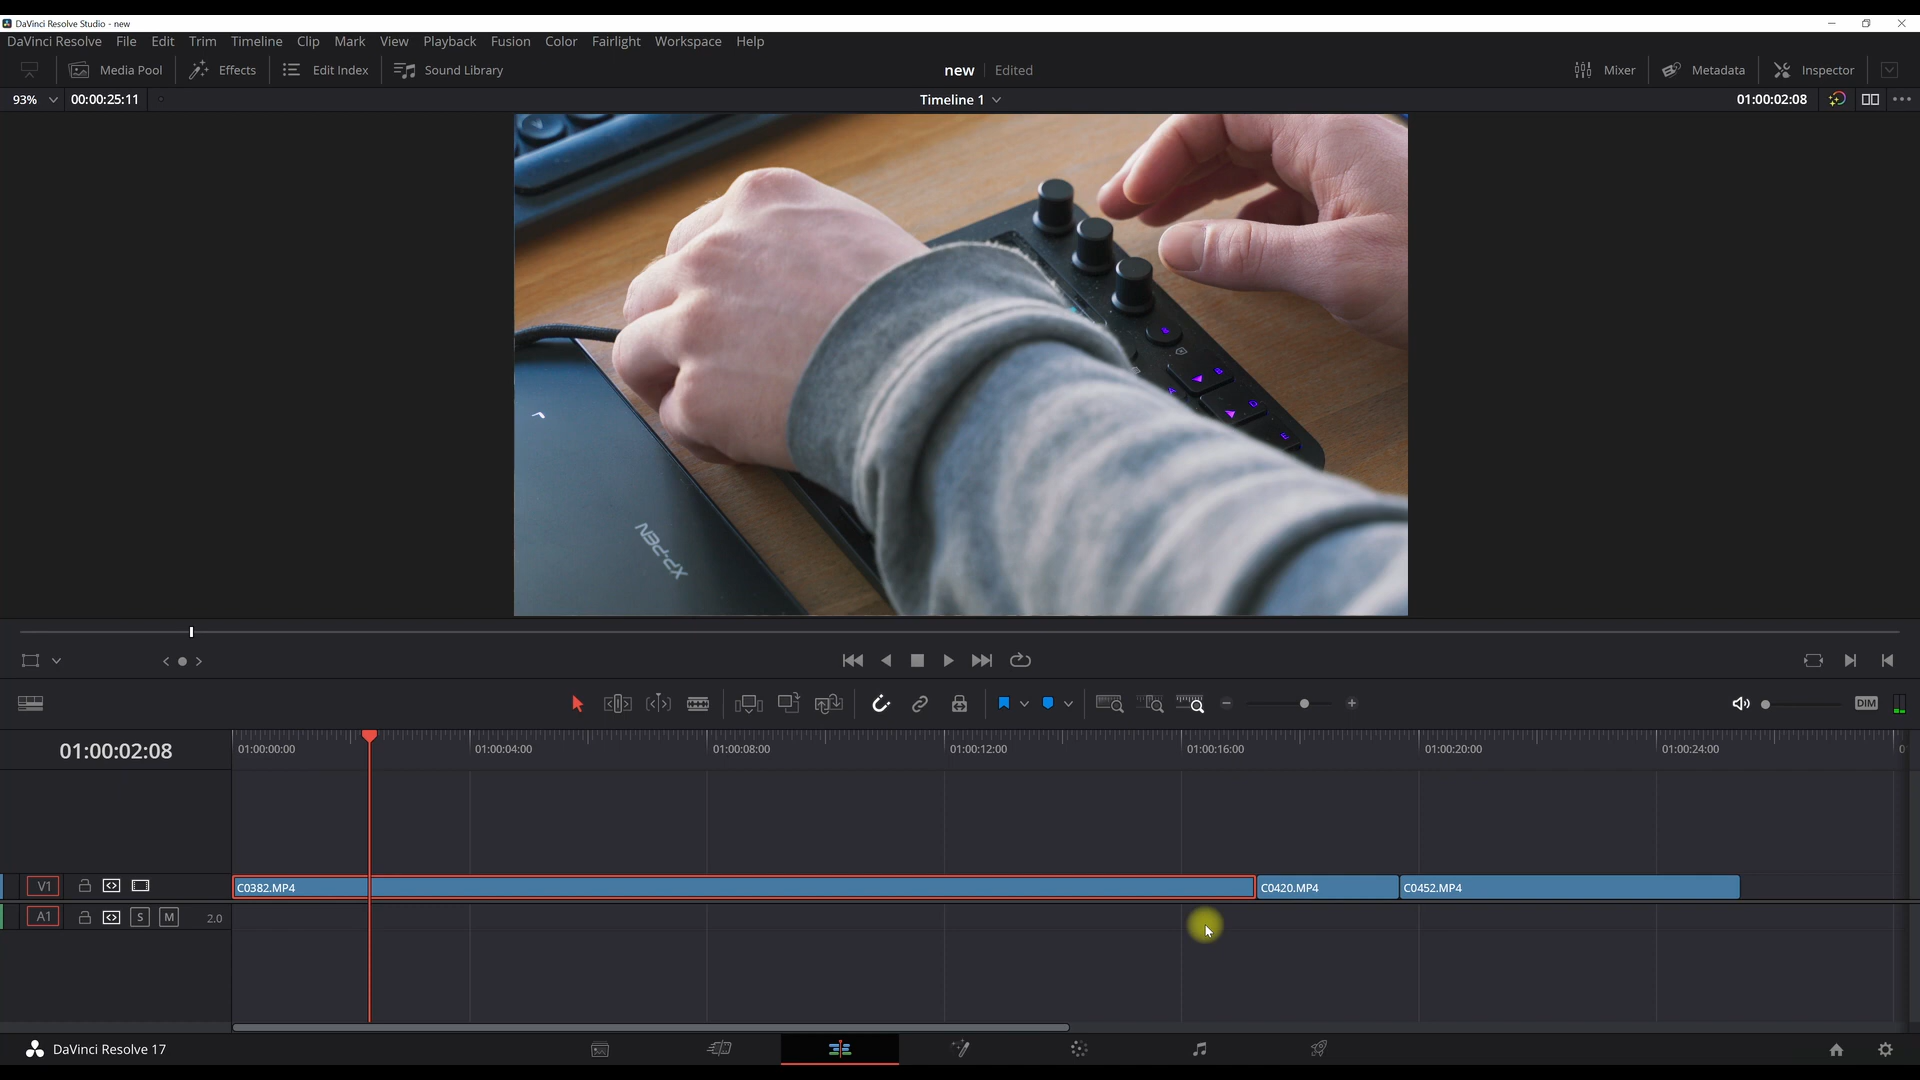 DaVinci Resolve Studio - new
DaVinci Resolve File Edit Trim Timeline Clip Mark View Playback Fusion Color Fairlight Workspace Help
Media Pool Effects Edit Index Sound Library new Edited Mixer Metadata Inspector
93% 00:00:25:11 Timeline 1 01:00:02:08
XP-PEN
DIM
01:00:02:08 01:00:00:00 01:00:04:00 01:00:08:00 01:00:12:00 01:00:16:00 01:00:20:00 01:00:24:00
V1 C0382.MP4 C0420.MP4 C0452.MP4
A1 S M 2.0
DaVinci Resolve 17